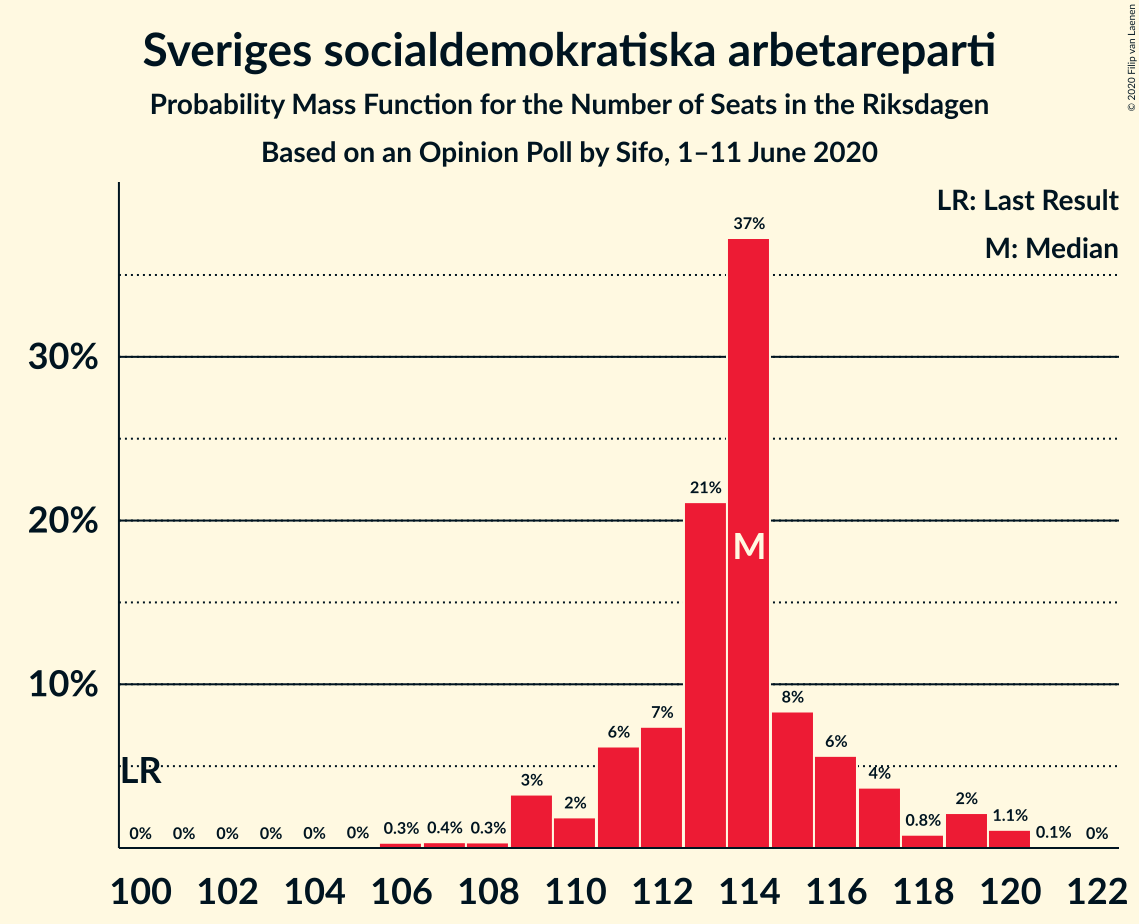 Sveriges socialdemokratiska arbetareparti
Probability Mass Function for the Number of Seats in the Riksdagen
Based on an Opinion Poll by Sifo, 1–11 June 2020
© 2020 Filip van Laenen
LR: Last Result
M: Median
30%
20%
10%
LR
M
0% 0% 0% 0% 0% 0% 0.3% 0.4% 0.3% 3% 2% 6% 7% 21% 37% 8% 6% 4% 0.8% 2% 1.1% 0.1% 0%
100 102 104 106 108 110 112 114 116 118 120 122